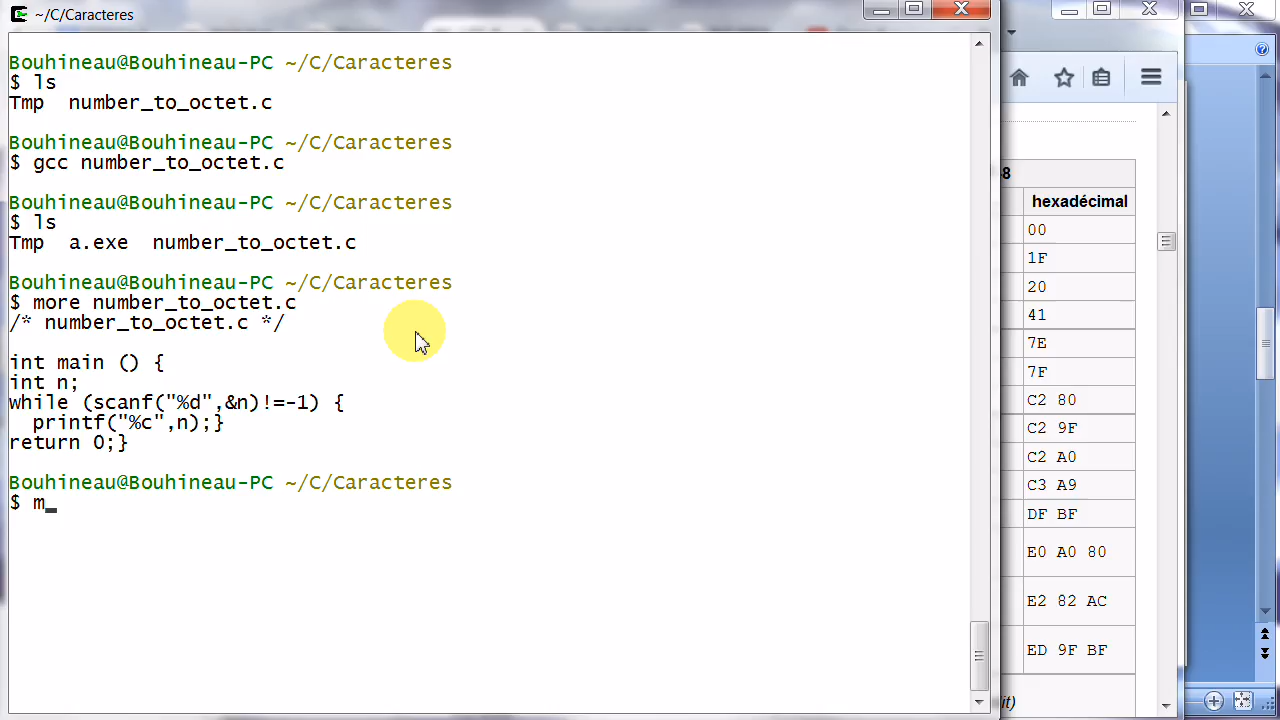 ~/C/Caracteres
Bouhineau@Bouhineau-PC ~/C/Caracteres
$ ls
Tmp  number_to_octet.c
Bouhineau@Bouhineau-PC ~/C/Caracteres
$ gcc number_to_octet.c
Bouhineau@Bouhineau-PC ~/C/Caracteres
$ ls
Tmp  a.exe  number_to_octet.c
Bouhineau@Bouhineau-PC ~/C/Caracteres
$ more number_to_octet.c
/* number_to_octet.c */
int main () {
int n;
while (scanf("%d",&n)!=-1) {
  printf("%c",n);}
return 0;}
Bouhineau@Bouhineau-PC ~/C/Caracteres
$ m_
8
hexadécimal
00
1F
20
41
7E
7F
C2 80
C2 9F
C2 A0
C3 A9
DF BF
E0 A0 80
E2 82 AC
ED 9F BF
it)